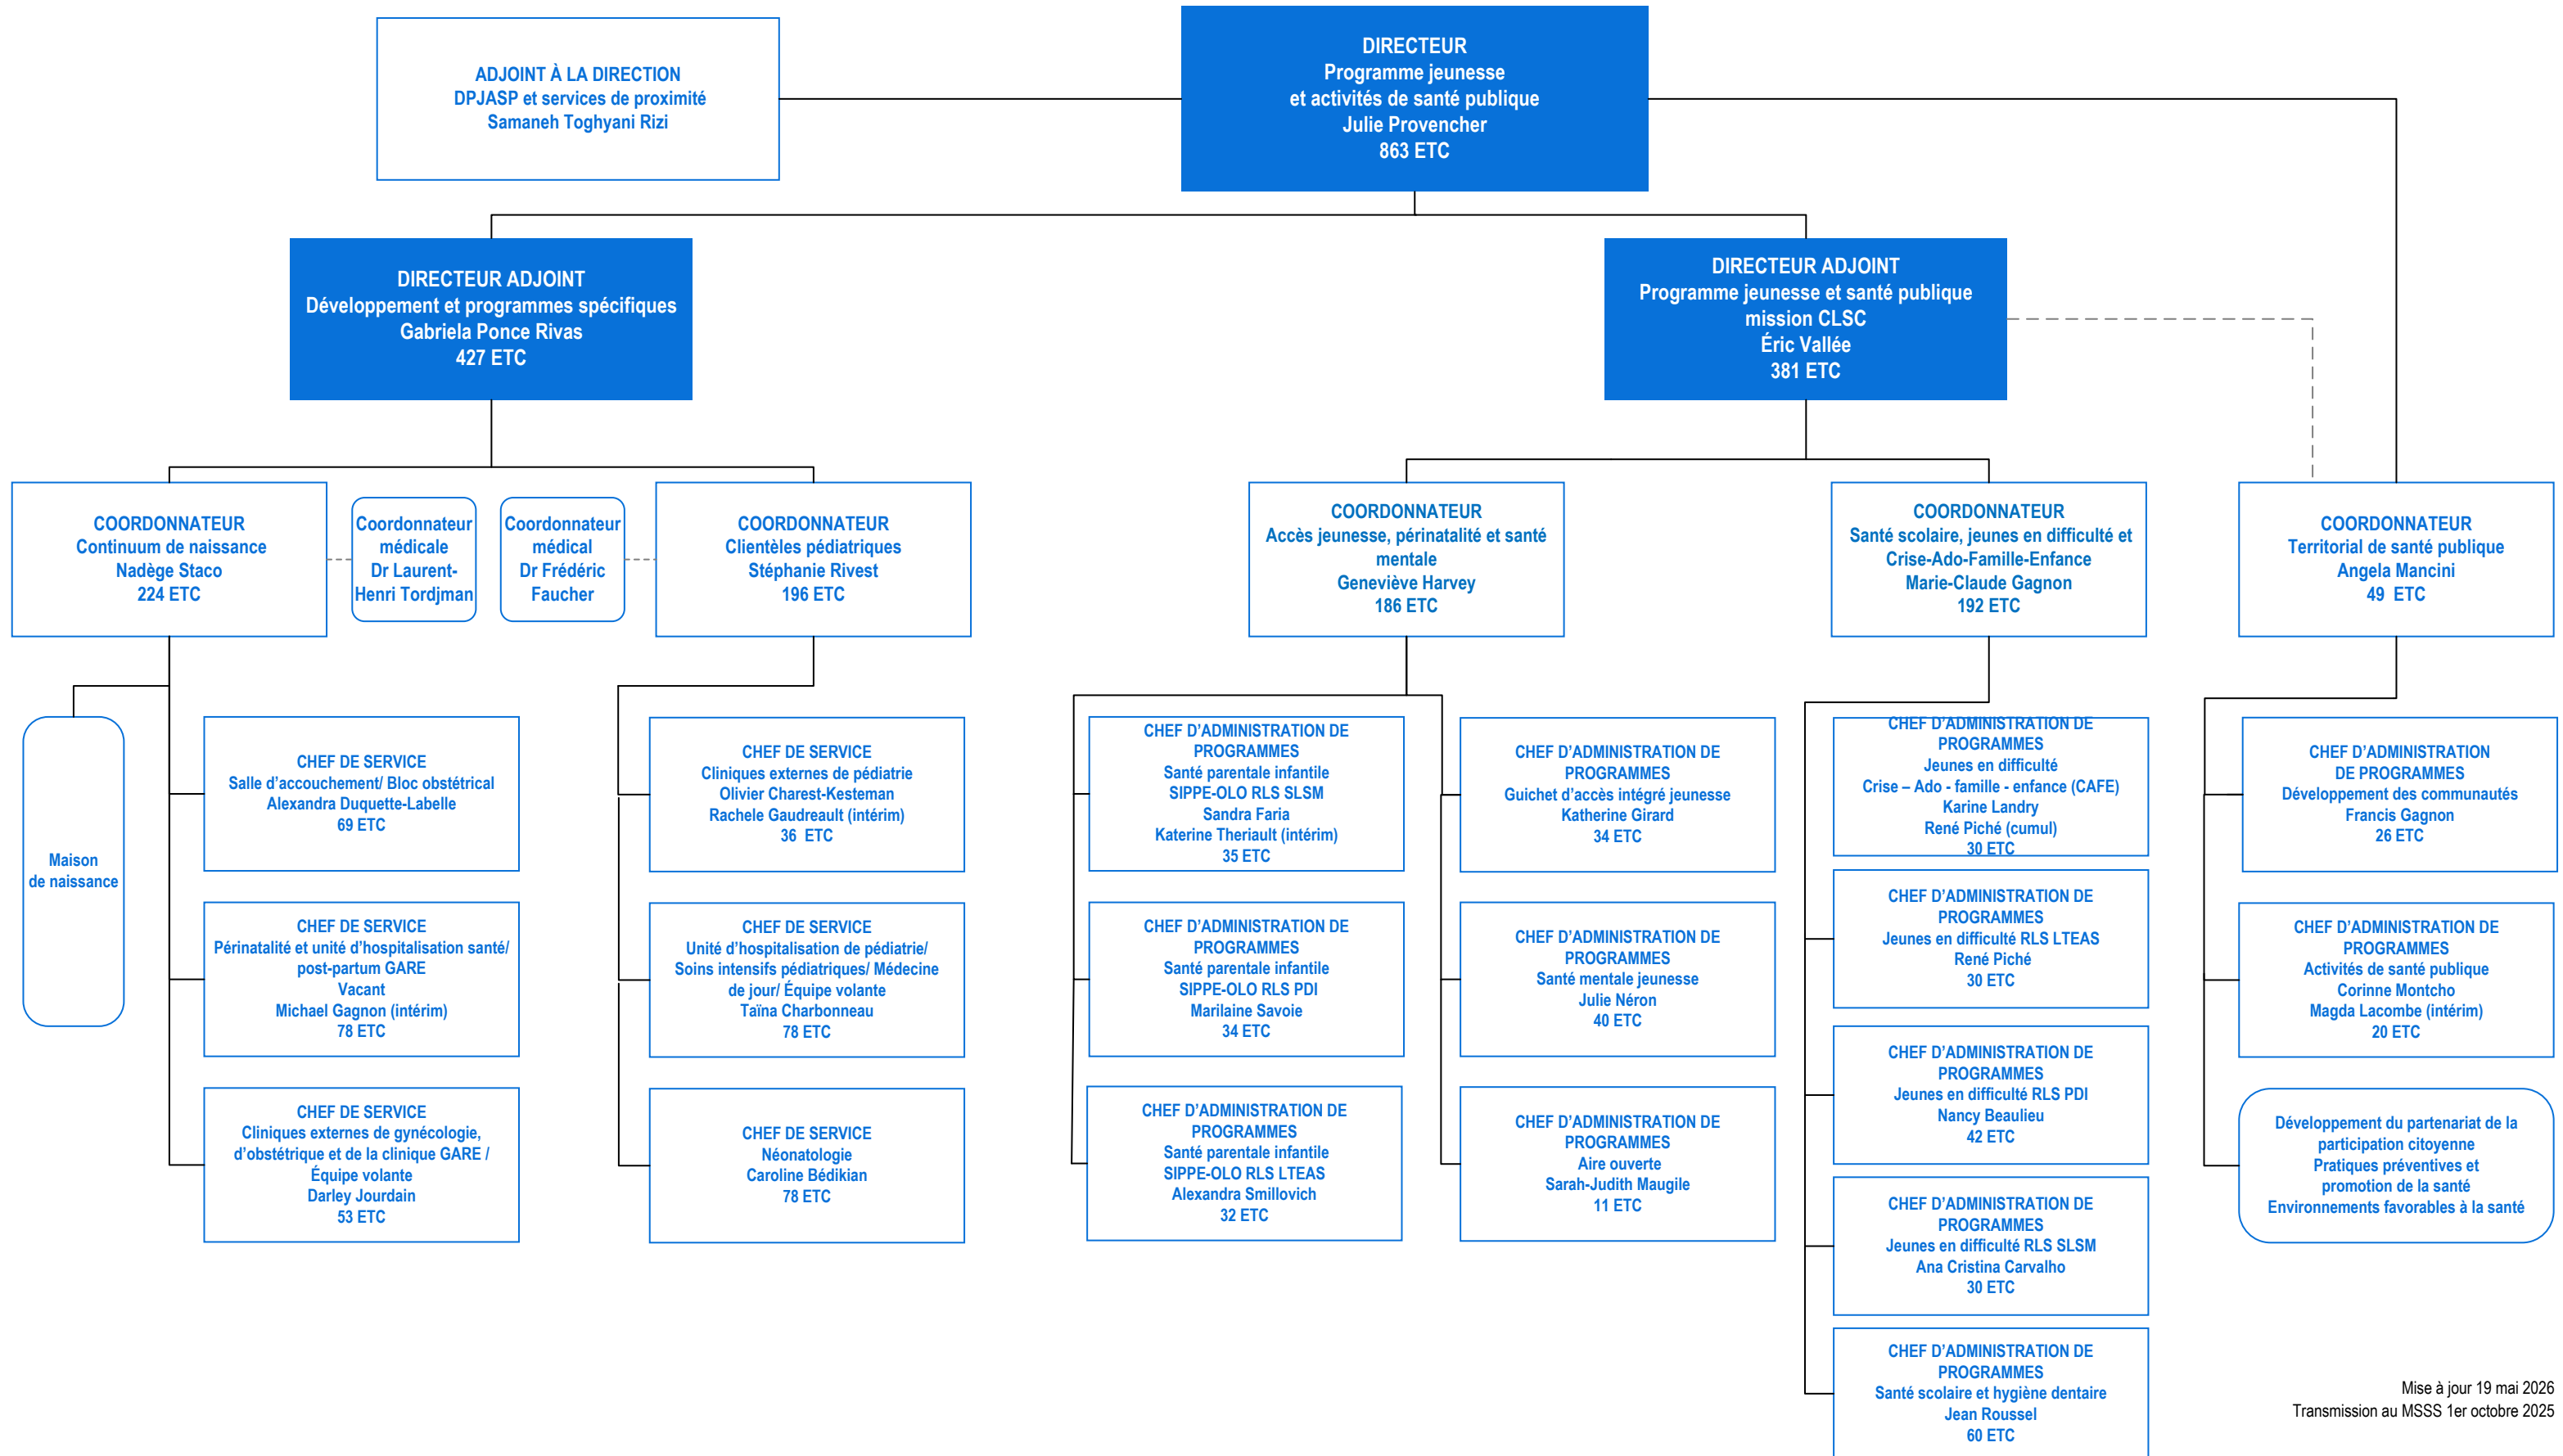 ADJOINT À LA DIRECTION
DPJASP et services de proximité
Samaneh Toghyani Rizi
DIRECTEUR
Programme jeunesse
et activités de santé publique
Julie Provencher
863 ETC
DIRECTEUR ADJOINT
Développement et programmes spécifiques
Gabriela Ponce Rivas
427 ETC
DIRECTEUR ADJOINT
Programme jeunesse et santé publique
mission CLSC
Éric Vallée
381 ETC
COORDONNATEUR
Continuum de naissance
Nadège Staco
224 ETC
Coordonnateur
médicale
Dr Laurent-
Henri Tordjman
Coordonnateur
médical
Dr Frédéric
Faucher
COORDONNATEUR
Clientèles pédiatriques
Stéphanie Rivest
196 ETC
COORDONNATEUR
Accès jeunesse, périnatalité et santé
mentale
Geneviève Harvey
186 ETC
COORDONNATEUR
Santé scolaire, jeunes en difficulté et
Crise-Ado-Famille-Enfance
Marie-Claude Gagnon
192 ETC
COORDONNATEUR
Territorial de santé publique
Angela Mancini
49 ETC
Maison
de naissance
CHEF DE SERVICE
Salle d'accouchement/ Bloc obstétrical
Alexandra Duquette-Labelle
69 ETC
CHEF DE SERVICE
Périnatalité et unité d'hospitalisation santé/
post-partum GARE
Vacant
Michael Gagnon (intérim)
78 ETC
CHEF DE SERVICE
Cliniques externes de gynécologie,
d'obstétrique et de la clinique GARE /
Équipe volante
Darley Jourdain
53 ETC
CHEF DE SERVICE
Cliniques externes de pédiatrie
Olivier Charest-Kesteman
Rachele Gaudreault (intérim)
36 ETC
CHEF DE SERVICE
Unité d'hospitalisation de pédiatrie/
Soins intensifs pédiatriques/ Médecine
de jour/ Équipe volante
Taïna Charbonneau
78 ETC
CHEF DE SERVICE
Néonatologie
Caroline Bédikian
78 ETC
CHEF D'ADMINISTRATION DE
PROGRAMMES
Santé parentale infantile
SIPPE-OLO RLS SLSM
Sandra Faria
Katerine Theriault (intérim)
35 ETC
CHEF D'ADMINISTRATION DE
PROGRAMMES
Santé parentale infantile
SIPPE-OLO RLS PDI
Marilaine Savoie
34 ETC
CHEF D'ADMINISTRATION DE
PROGRAMMES
Santé parentale infantile
SIPPE-OLO RLS LTEAS
Alexandra Smillovich
32 ETC
CHEF D'ADMINISTRATION DE
PROGRAMMES
Guichet d'accès intégré jeunesse
Katherine Girard
34 ETC
CHEF D'ADMINISTRATION DE
PROGRAMMES
Santé mentale jeunesse
Julie Néron
40 ETC
CHEF D'ADMINISTRATION DE
PROGRAMMES
Aire ouverte
Sarah-Judith Maugile
11 ETC
CHEF D'ADMINISTRATION DE
PROGRAMMES
Jeunes en difficulté
Crise – Ado - famille - enfance (CAFE)
Karine Landry
René Piché (cumul)
30 ETC
CHEF D'ADMINISTRATION DE
PROGRAMMES
Jeunes en difficulté RLS LTEAS
René Piché
30 ETC
CHEF D'ADMINISTRATION DE
PROGRAMMES
Jeunes en difficulté RLS PDI
Nancy Beaulieu
42 ETC
CHEF D'ADMINISTRATION DE
PROGRAMMES
Jeunes en difficulté RLS SLSM
Ana Cristina Carvalho
30 ETC
CHEF D'ADMINISTRATION DE
PROGRAMMES
Santé scolaire et hygiène dentaire
Jean Roussel
60 ETC
CHEF D'ADMINISTRATION
DE PROGRAMMES
Développement des communautés
Francis Gagnon
26 ETC
CHEF D'ADMINISTRATION DE
PROGRAMMES
Activités de santé publique
Corinne Montcho
Magda Lacombe (intérim)
20 ETC
Développement du partenariat de la
participation citoyenne
Pratiques préventives et
promotion de la santé
Environnements favorables à la santé
Mise à jour 19 mai 2026
Transmission au MSSS 1er octobre 2025